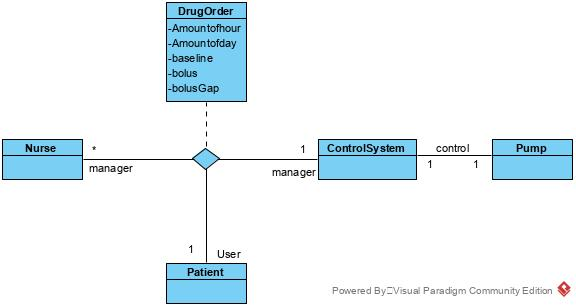 DrugOrder
-Amountofhour
-Amountofday
-baseline
-bolus
-bolusGap
Nurse
*
manager
1
manager
ControlSystem
control
1
1
Pump
1
User
Patient
Powered By Visual Paradigm Community Edition